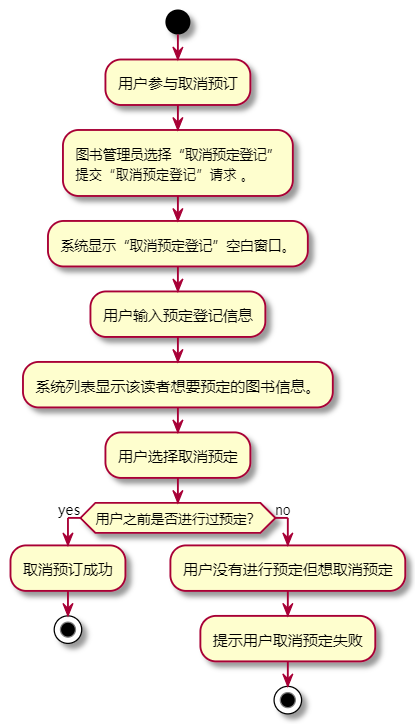 用户参与取消预订
图书管理员选择“取消预定登记”
提交“取消预定登记”请求 。
系统显示“取消预定登记”空白窗口。
用户输入预定登记信息
系统列表显示该读者想要预定的图书信息。
用户选择取消预定
yes
用户之前是否进行过预定?
no
取消预订成功
用户没有进行预定但想取消预定
提示用户取消预定失败